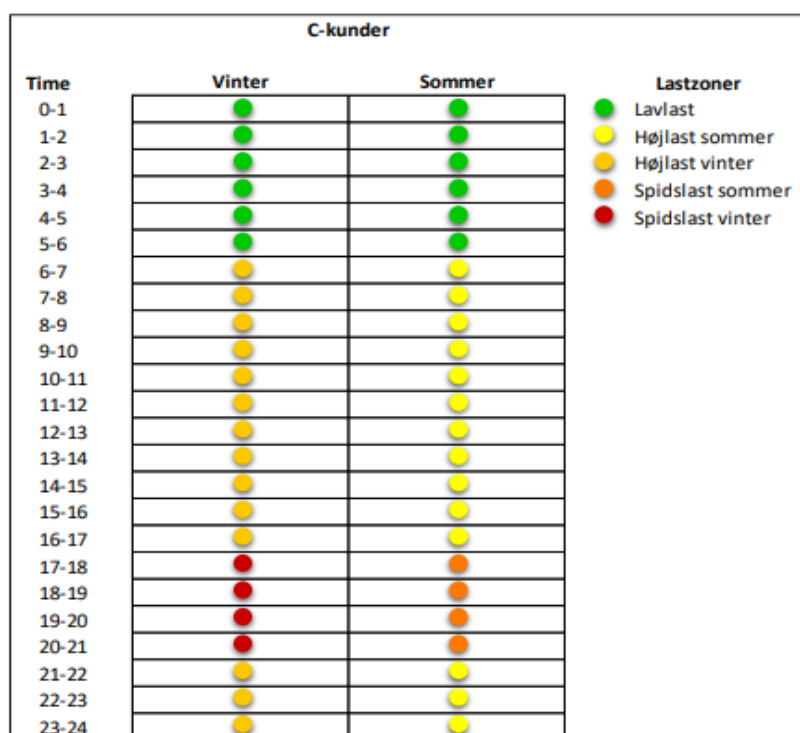 C-kunder
Time Vinter Sommer Lastzoner
0-1 Lavlast
1-2 Højlast sommer
2-3 Højlast vinter
3-4 Spidslast sommer
4-5 Spidslast vinter
5-6
6-7
7-8
8-9
9-10
10-11
11-12
12-13
13-14
14-15
15-16
16-17
17-18
18-19
19-20
20-21
21-22
22-23
23-24